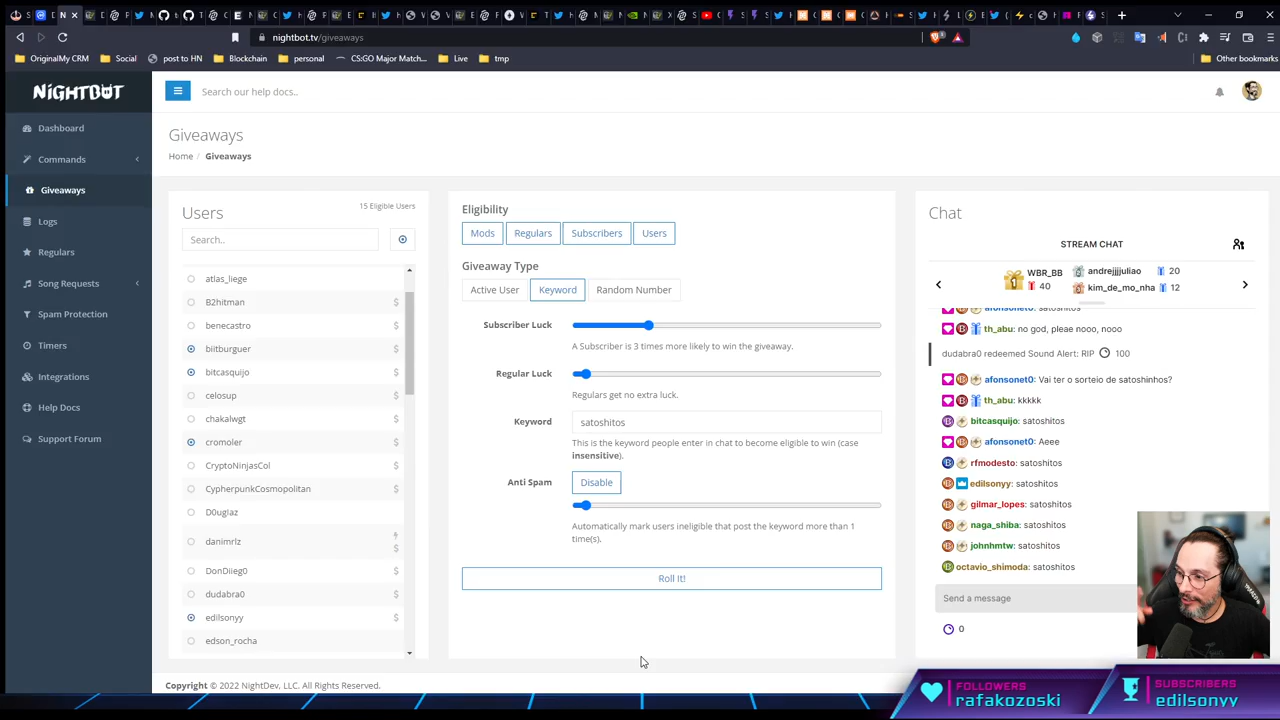 nightbot.tv/giveaways
OriginalMy CRM
Social
post to HN
Blockchain
personal
CS:GO Major Match...
Live
tmp
Other bookmarks
NIGHTBOT
Search our help docs..
Dashboard
Commands
Giveaways
Logs
Regulars
Song Requests
Spam Protection
Timers
Integrations
Help Docs
Support Forum
Giveaways
Home / Giveaways
Users
15 Eligible Users
Search..
atlas_liege
B2hitman $
benecastro $
biitburguer $
bitcasquijo $
celosup $
chakalwgt $
cromoler $
CryptoNinjasCol $
CypherpunkCosmopolitan $
D0uglaz
danimrlz $
DonDiieg0
dudabra0
edilsonyy $
edson_rocha
Eligibility
Mods Regulars Subscribers Users
Giveaway Type
Active User Keyword Random Number
Subscriber Luck
A Subscriber is 3 times more likely to win the giveaway.
Regular Luck
Regulars get no extra luck.
Keyword satoshitos
This is the keyword people enter in chat to become eligible to win (case
insensitive).
Anti Spam Disable
Automatically mark users ineligible that post the keyword more than 1
time(s).
Roll It!
Copyright © 2022 NightDev, LLC. All Rights Reserved.
Chat
STREAM CHAT
1 WBR_BB
40
andrejjjuliao 20
kim_de_mo_nha 12
afonsonet0: satoshitos
th_abu: no god, pleae nooo, nooo
dudabra0 redeemed Sound Alert: RIP 100
afonsonet0: Vai ter o sorteio de satoshinhos?
th_abu: kkkkk
bitcasquijo: satoshitos
afonsonet0: Aeee
rfmodesto: satoshitos
edilsonyy: satoshitos
gilmar_lopes: satoshitos
naga_shiba: satoshitos
johnhmtw: satoshitos
octavio_shimoda: satoshitos
Send a message
0
FOLLOWERS
rafakozoski
SUBSCRIBERS
edilsonyy